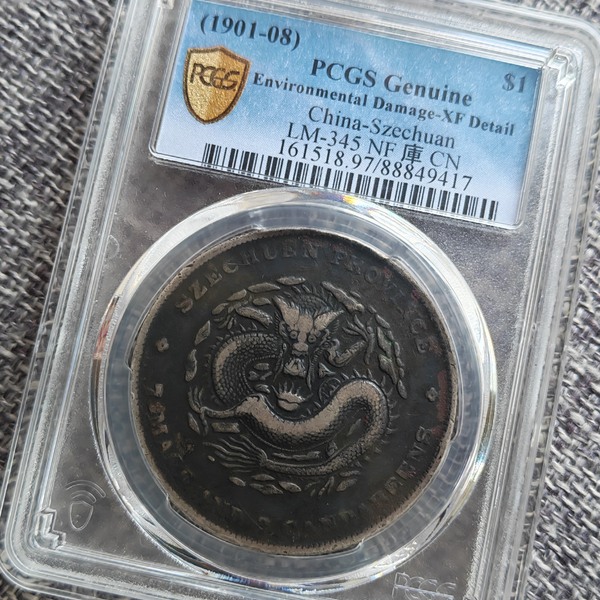 (1901-08)
PCGS
PCGS Genuine
$1
Environmental Damage-XF Detail
China-Szechuan
LM-345 NF 庫 CN
161518.97/88849417
SZECHUEN PROVINCE
7 MACE AND 2 CANDAREENS
PCGS